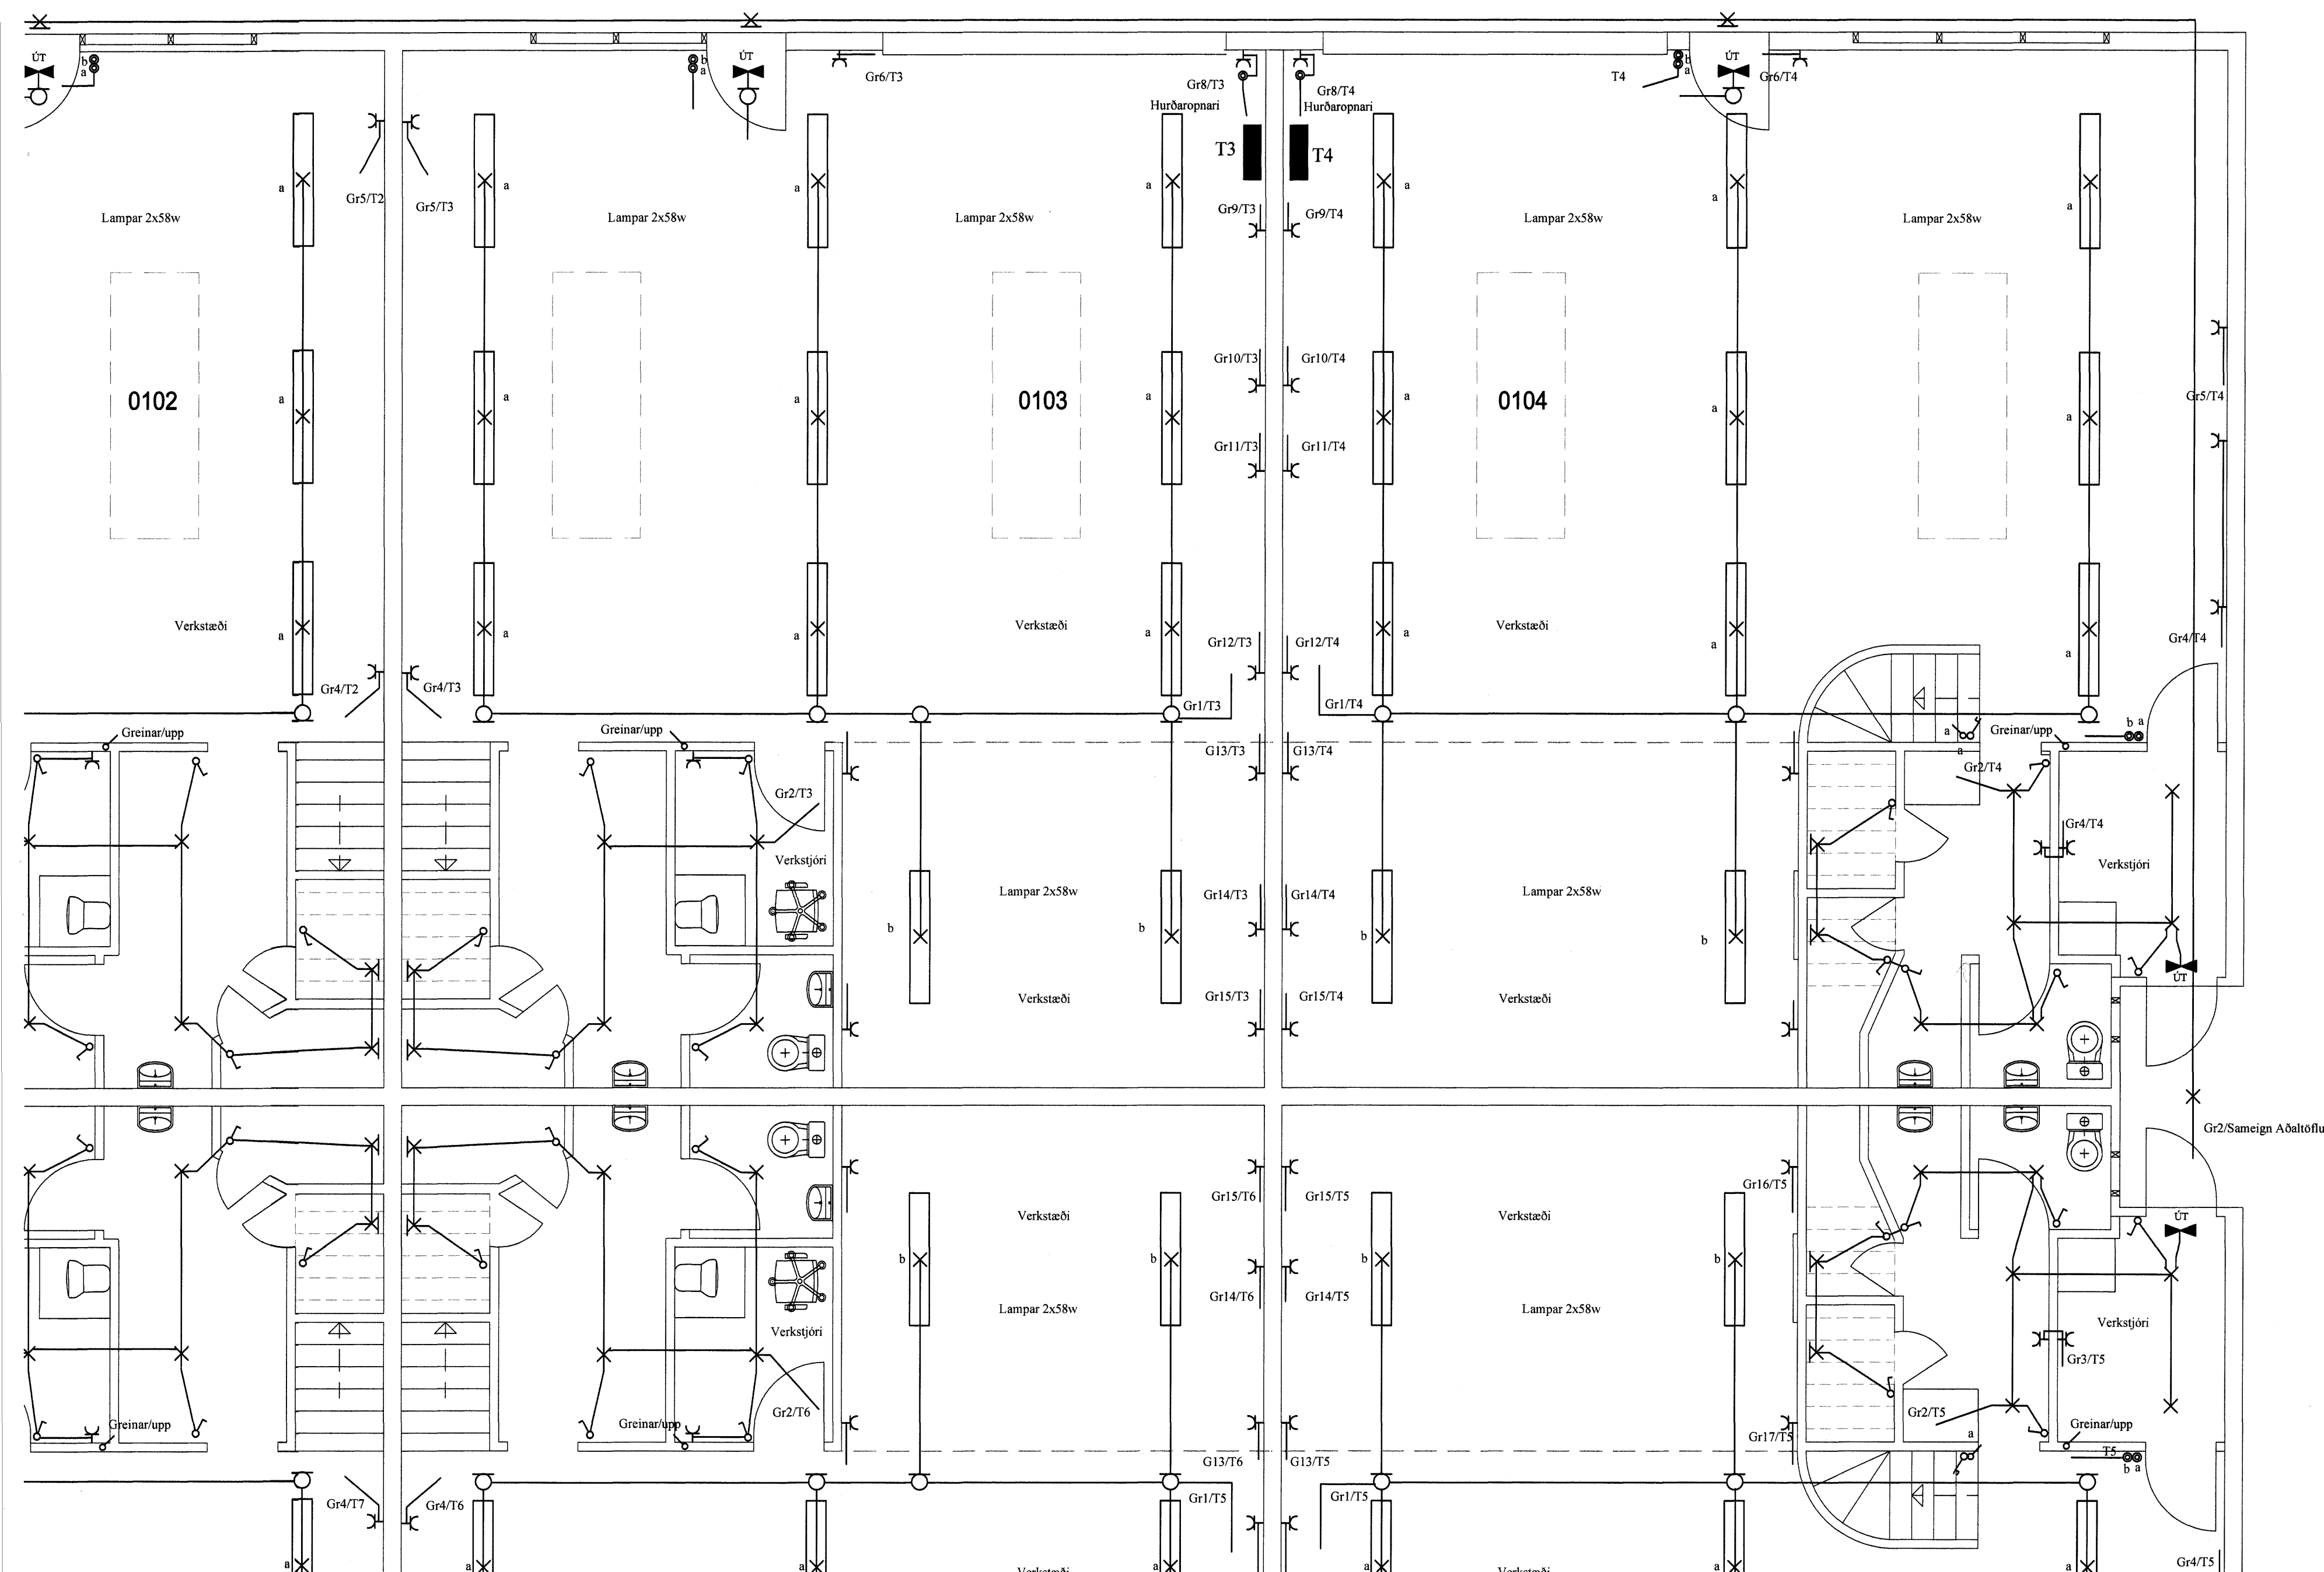 ÚT
b
a
b
a
ÚT
Gr6/T3
Gr8/T3
Hurðaropnari
Gr8/T4
Hurðaropnari
T4
b
a
ÚT
Gr6/T4
T3
T4
a
Gr5/T2
Gr5/T3
a
a
a
Gr9/T3
Gr9/T4
a
a
a
Lampar 2x58w
Lampar 2x58w
Lampar 2x58w
Lampar 2x58w
Lampar 2x58w
Gr10/T3
Gr10/T4
0102
a
a
a
0103
a
a
0104
a
a
Gr5/T4
Gr11/T3
Gr11/T4
Verkstæði
a
a
a
Verkstæði
a
Gr12/T3
Gr12/T4
a
Verkstæði
a
a
Gr4/T4
Gr4/T2
Gr4/T3
Gr1/T3
Gr1/T4
Greinar/upp
Greinar/upp
a
Greinar/upp
b
a
G13/T3
G13/T4
a
Gr2/T4
Gr2/T3
Gr4/T4
Verkstjóri
Verkstjóri
Lampar 2x58w
Gr14/T3
Gr14/T4
Lampar 2x58w
b
b
b
b
ÚT
Verkstæði
Gr15/T3
Gr15/T4
Verkstæði
Gr2/Sameign Aðaltöflu
Gr16/T5
Gr15/T6
Gr15/T5
Verkstæði
Verkstæði
ÚT
b
b
b
b
Gr14/T6
Gr14/T5
Lampar 2x58w
Lampar 2x58w
Verkstjóri
Verkstjóri
Gr3/T5
Gr2/T6
Gr2/T5
Greinar/upp
Greinar/upp
Greinar/upp
a
Gr17/T5
T5
G13/T6
G13/T5
b
a
Gr4/T7
Gr4/T6
Gr1/T5
Gr1/T5
a
a
a
Verkstæði
a
a
Verkstæði
a
a
Gr4/T5